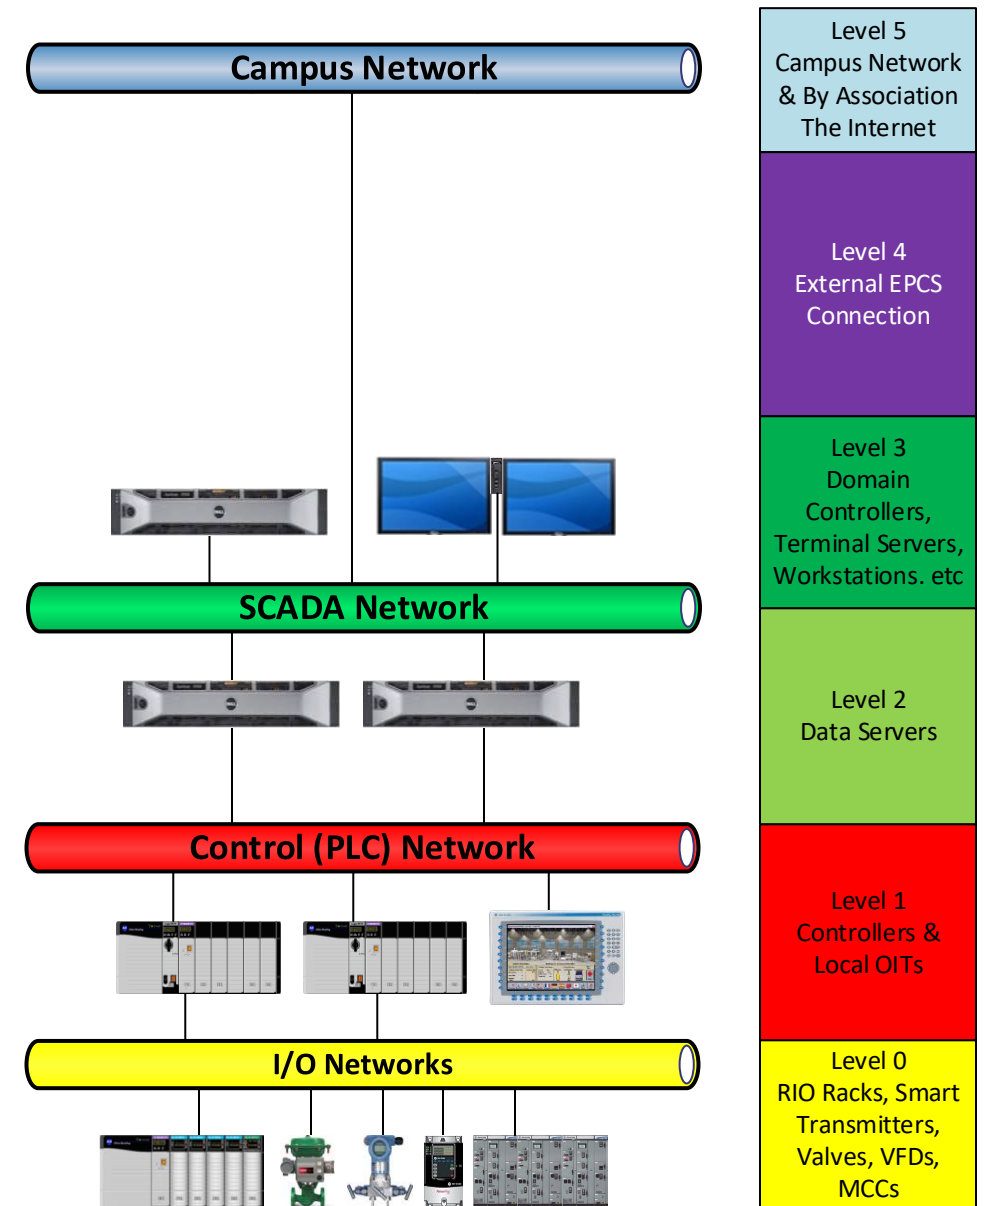 Campus Network
Level 5
Campus Network
& By Association
The Internet
Level 4
External EPCS
Connection
Level 3
Domain
Controllers,
Terminal Servers,
Workstations. etc
SCADA Network
Level 2
Data Servers
Control (PLC) Network
Level 1
Controllers &
Local OITs
I/O Networks
Level 0
RIO Racks, Smart
Transmitters,
Valves, VFDs,
MCCs